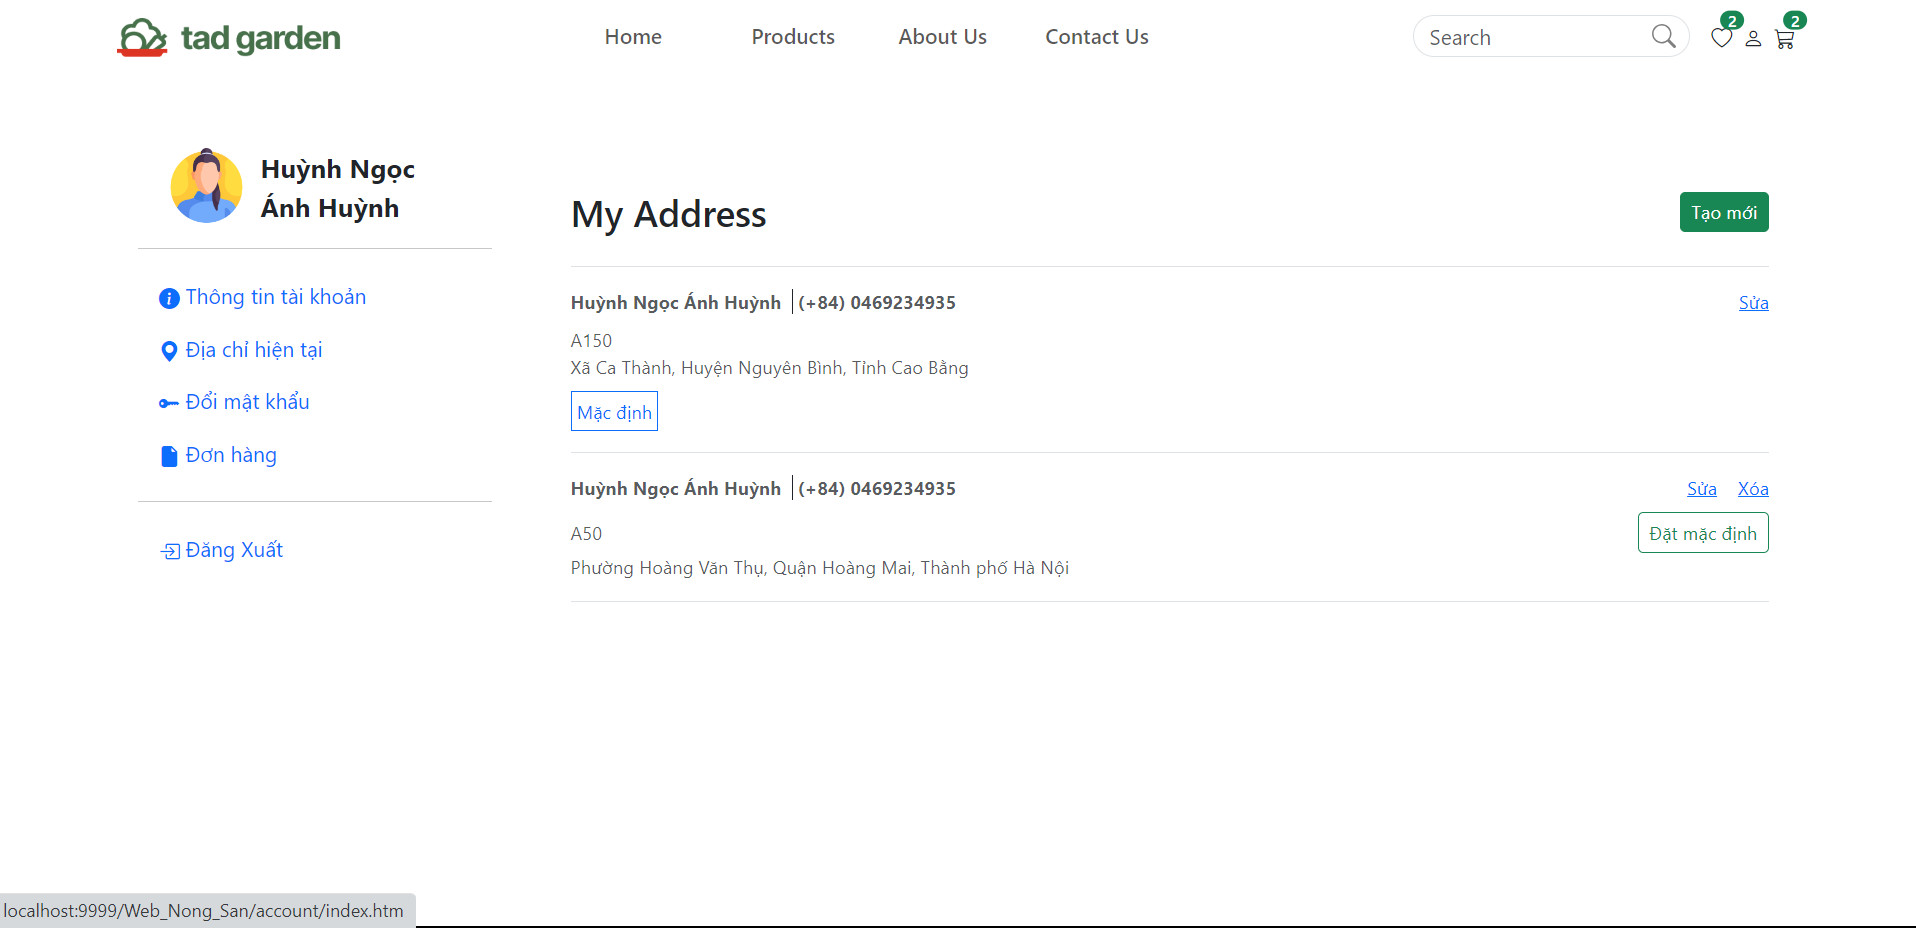 tad garden
Home
Products
About Us
Contact Us
Search
2
2
Huỳnh Ngọc
Ánh Huỳnh
Thông tin tài khoản
Địa chỉ hiện tại
Đổi mật khẩu
Đơn hàng
Đăng Xuất
My Address
Tạo mới
Huỳnh Ngọc Ánh Huỳnh | (+84) 0469234935
Sửa
A150
Xã Ca Thành, Huyện Nguyên Bình, Tỉnh Cao Bằng
Mặc định
Huỳnh Ngọc Ánh Huỳnh | (+84) 0469234935
Sửa Xóa
A50
Đặt mặc định
Phường Hoàng Văn Thụ, Quận Hoàng Mai, Thành phố Hà Nội
localhost:9999/Web_Nong_San/account/index.htm